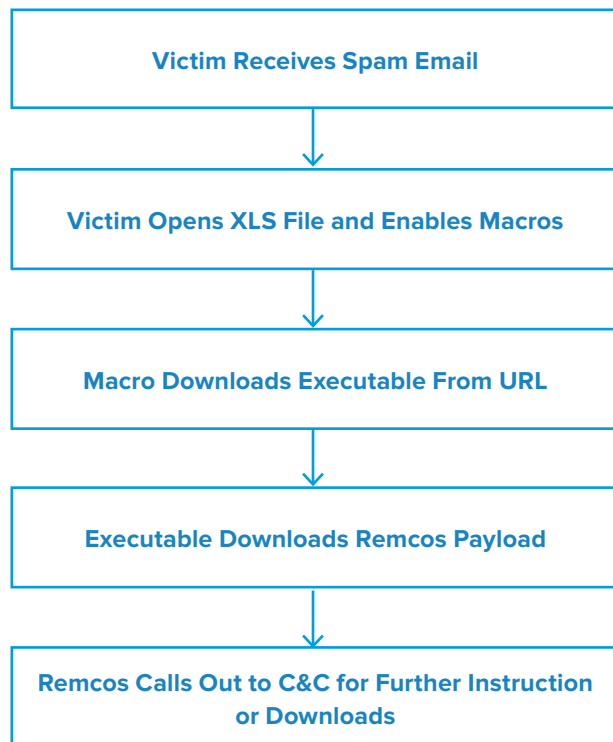 Victim Receives Spam Email
Victim Opens XLS File and Enables Macros
Macro Downloads Executable From URL
Executable Downloads Remcos Payload
Remcos Calls Out to C&C for Further Instruction
or Downloads